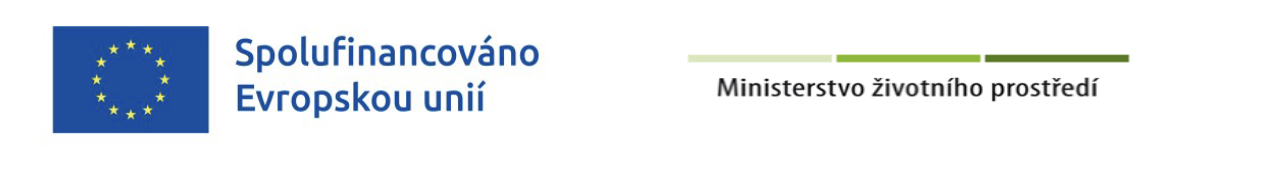 Spolufinancováno
Evropskou unií
Ministerstvo životního prostředí